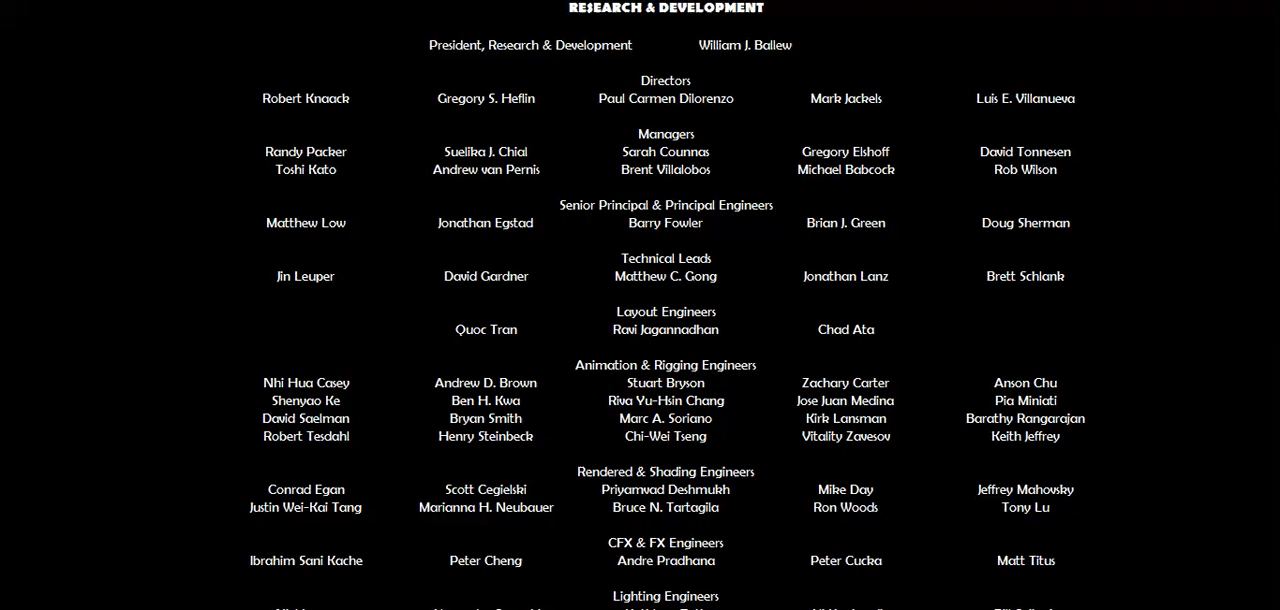 RESEARCH & DEVELOPMENT
President, Research & Development William J. Ballew
Directors
Robert Knaack Gregory S. Heflin Paul Carmen Dilorenzo Mark Jackels Luis E. Villanueva
Managers
Randy Packer Suelika J. Chial Sarah Counnas Gregory Elshoff David Tonnesen
Toshi Kato Andrew van Pernis Brent Villalobos Michael Babcock Rob Wilson
Senior Principal & Principal Engineers
Matthew Low Jonathan Egstad Barry Fowler Brian J. Green Doug Sherman
Technical Leads
Jin Leuper David Gardner Matthew C. Gong Jonathan Lanz Brett Schlank
Layout Engineers
Quoc Tran Ravi Jagannadhan Chad Ata
Animation & Rigging Engineers
Nhi Hua Casey Andrew D. Brown Stuart Bryson Zachary Carter Anson Chu
Shenyao Ke Ben H. Kwa Riva Yu-Hsin Chang Jose Juan Medina Pia Miniati
David Saelman Bryan Smith Marc A. Soriano Kirk Lansman Barathy Rangarajan
Robert Tesdahl Henry Steinbeck Chi-Wei Tseng Vitality Zavesov Keith Jeffrey
Rendered & Shading Engineers
Conrad Egan Scott Cegielski Priyamvad Deshmukh Mike Day Jeffrey Mahovsky
Justin Wei-Kai Tang Marianna H. Neubauer Bruce N. Tartagila Ron Woods Tony Lu
CFX & FX Engineers
Ibrahim Sani Kache Peter Cheng Andre Pradhana Peter Cucka Matt Titus
Lighting Engineers